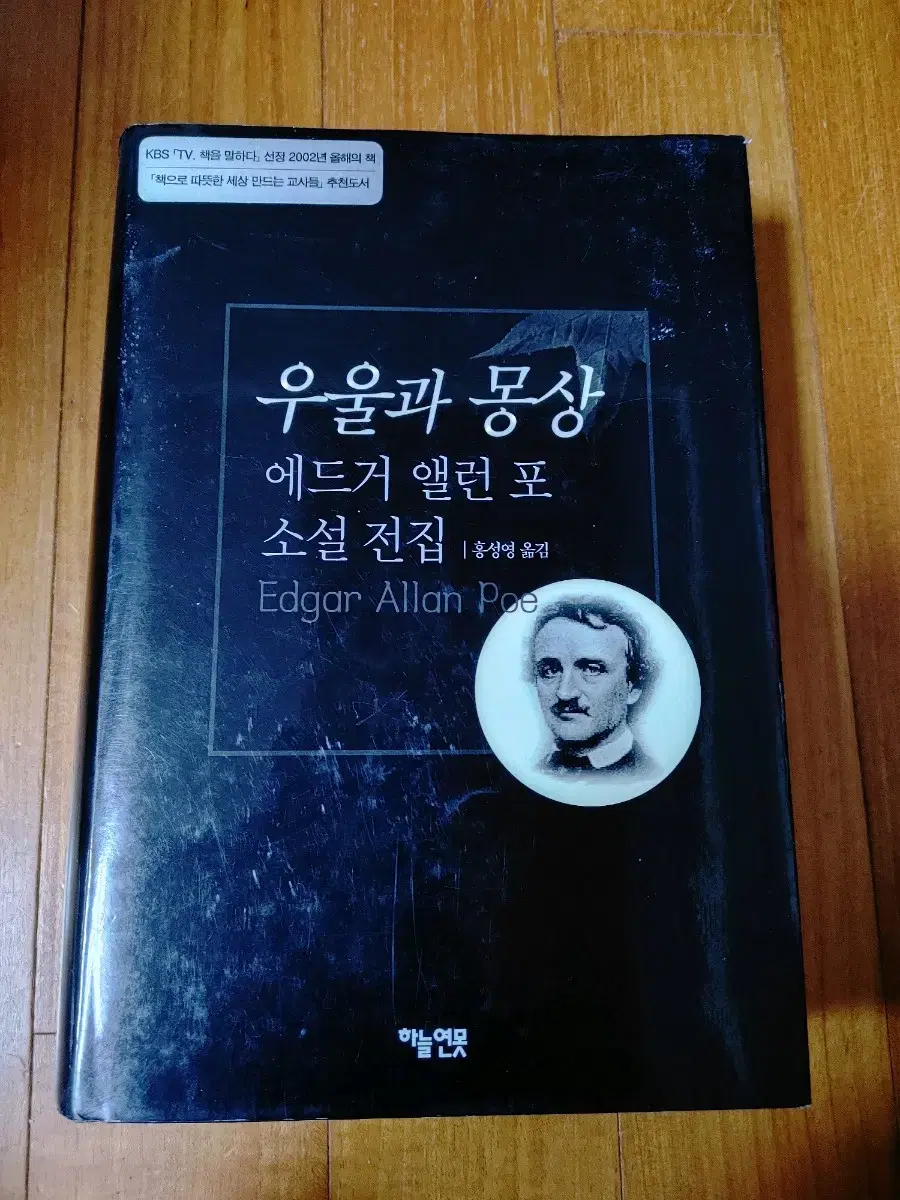 KBS 「TV, 책을 말하다」 선정 2002년 올해의 책
「책으로 따뜻한 세상 만드는 교사들」 추천도서
우울과 몽상
에드거 앨런 포
소설 전집 | 홍성영 옮김
Edgar Allan Poe
하늘연못